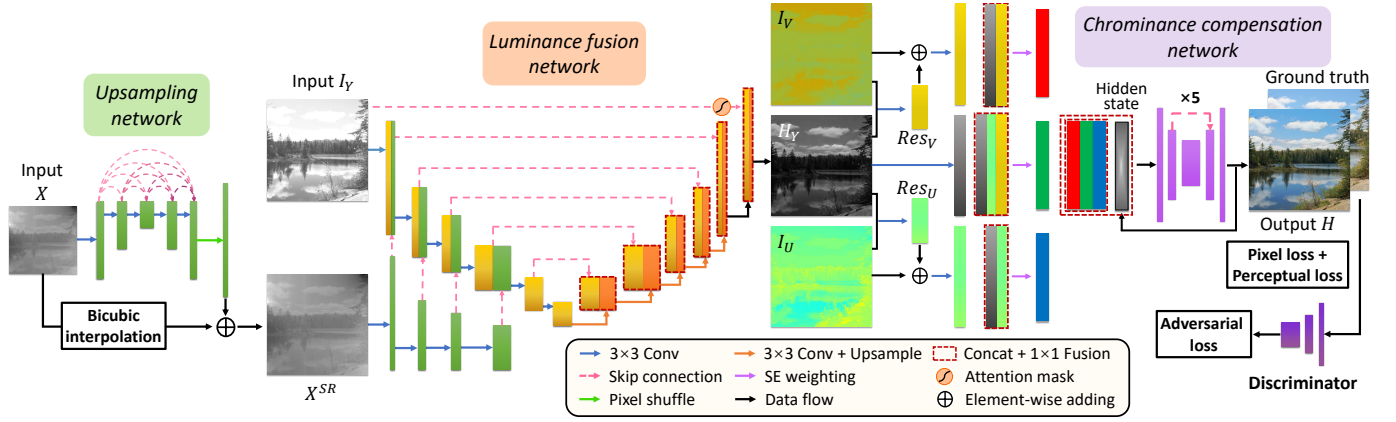 Upsampling
network
Input
X
Bicubic
interpolation
Luminance fusion
network
Input I_Y
X^{SR}
I_V
H_Y
I_U
Res_V
Res_U
Chrominance compensation
network
Hidden
state
×5
Ground truth
Output H
Pixel loss +
Perceptual loss
Adversarial
loss
Discriminator
3×3 Conv
3×3 Conv + Upsample
Concat + 1×1 Fusion
Skip connection
SE weighting
Attention mask
Pixel shuffle
Data flow
Element-wise adding